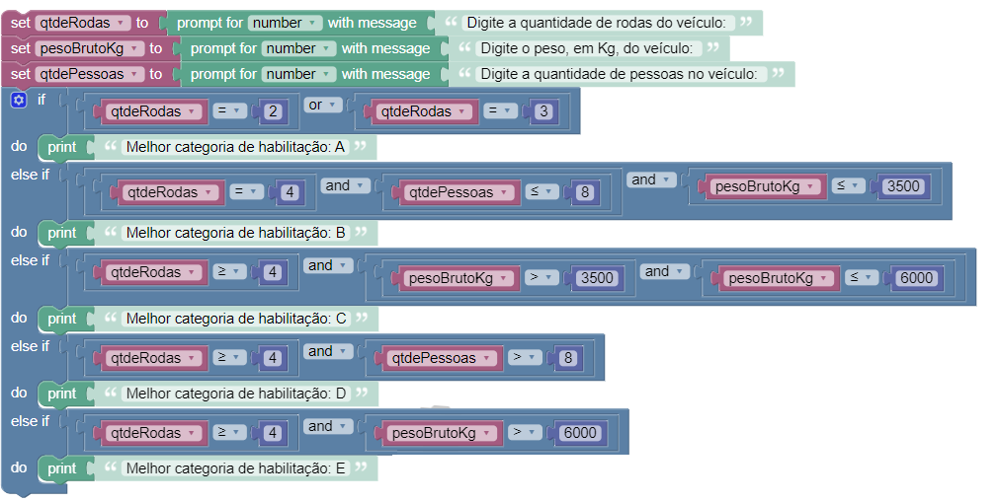 set qtdeRodas to prompt for number with message “ Digite a quantidade de rodas do veículo: ”
set pesoBrutoKg to prompt for number with message “ Digite o peso, em Kg, do veículo: ”
set qtdePessoas to prompt for number with message “ Digite a quantidade de pessoas no veículo: ”
if qtdeRodas = 2 or qtdeRodas = 3
do print “ Melhor categoria de habilitação: A ”
else if qtdeRodas = 4 and qtdePessoas ≤ 8 and pesoBrutoKg ≤ 3500
do print “ Melhor categoria de habilitação: B ”
else if qtdeRodas ≥ 4 and pesoBrutoKg > 3500 and pesoBrutoKg ≤ 6000
do print “ Melhor categoria de habilitação: C ”
else if qtdeRodas ≥ 4 and qtdePessoas > 8
do print “ Melhor categoria de habilitação: D ”
else if qtdeRodas ≥ 4 and pesoBrutoKg > 6000
do print “ Melhor categoria de habilitação: E ”